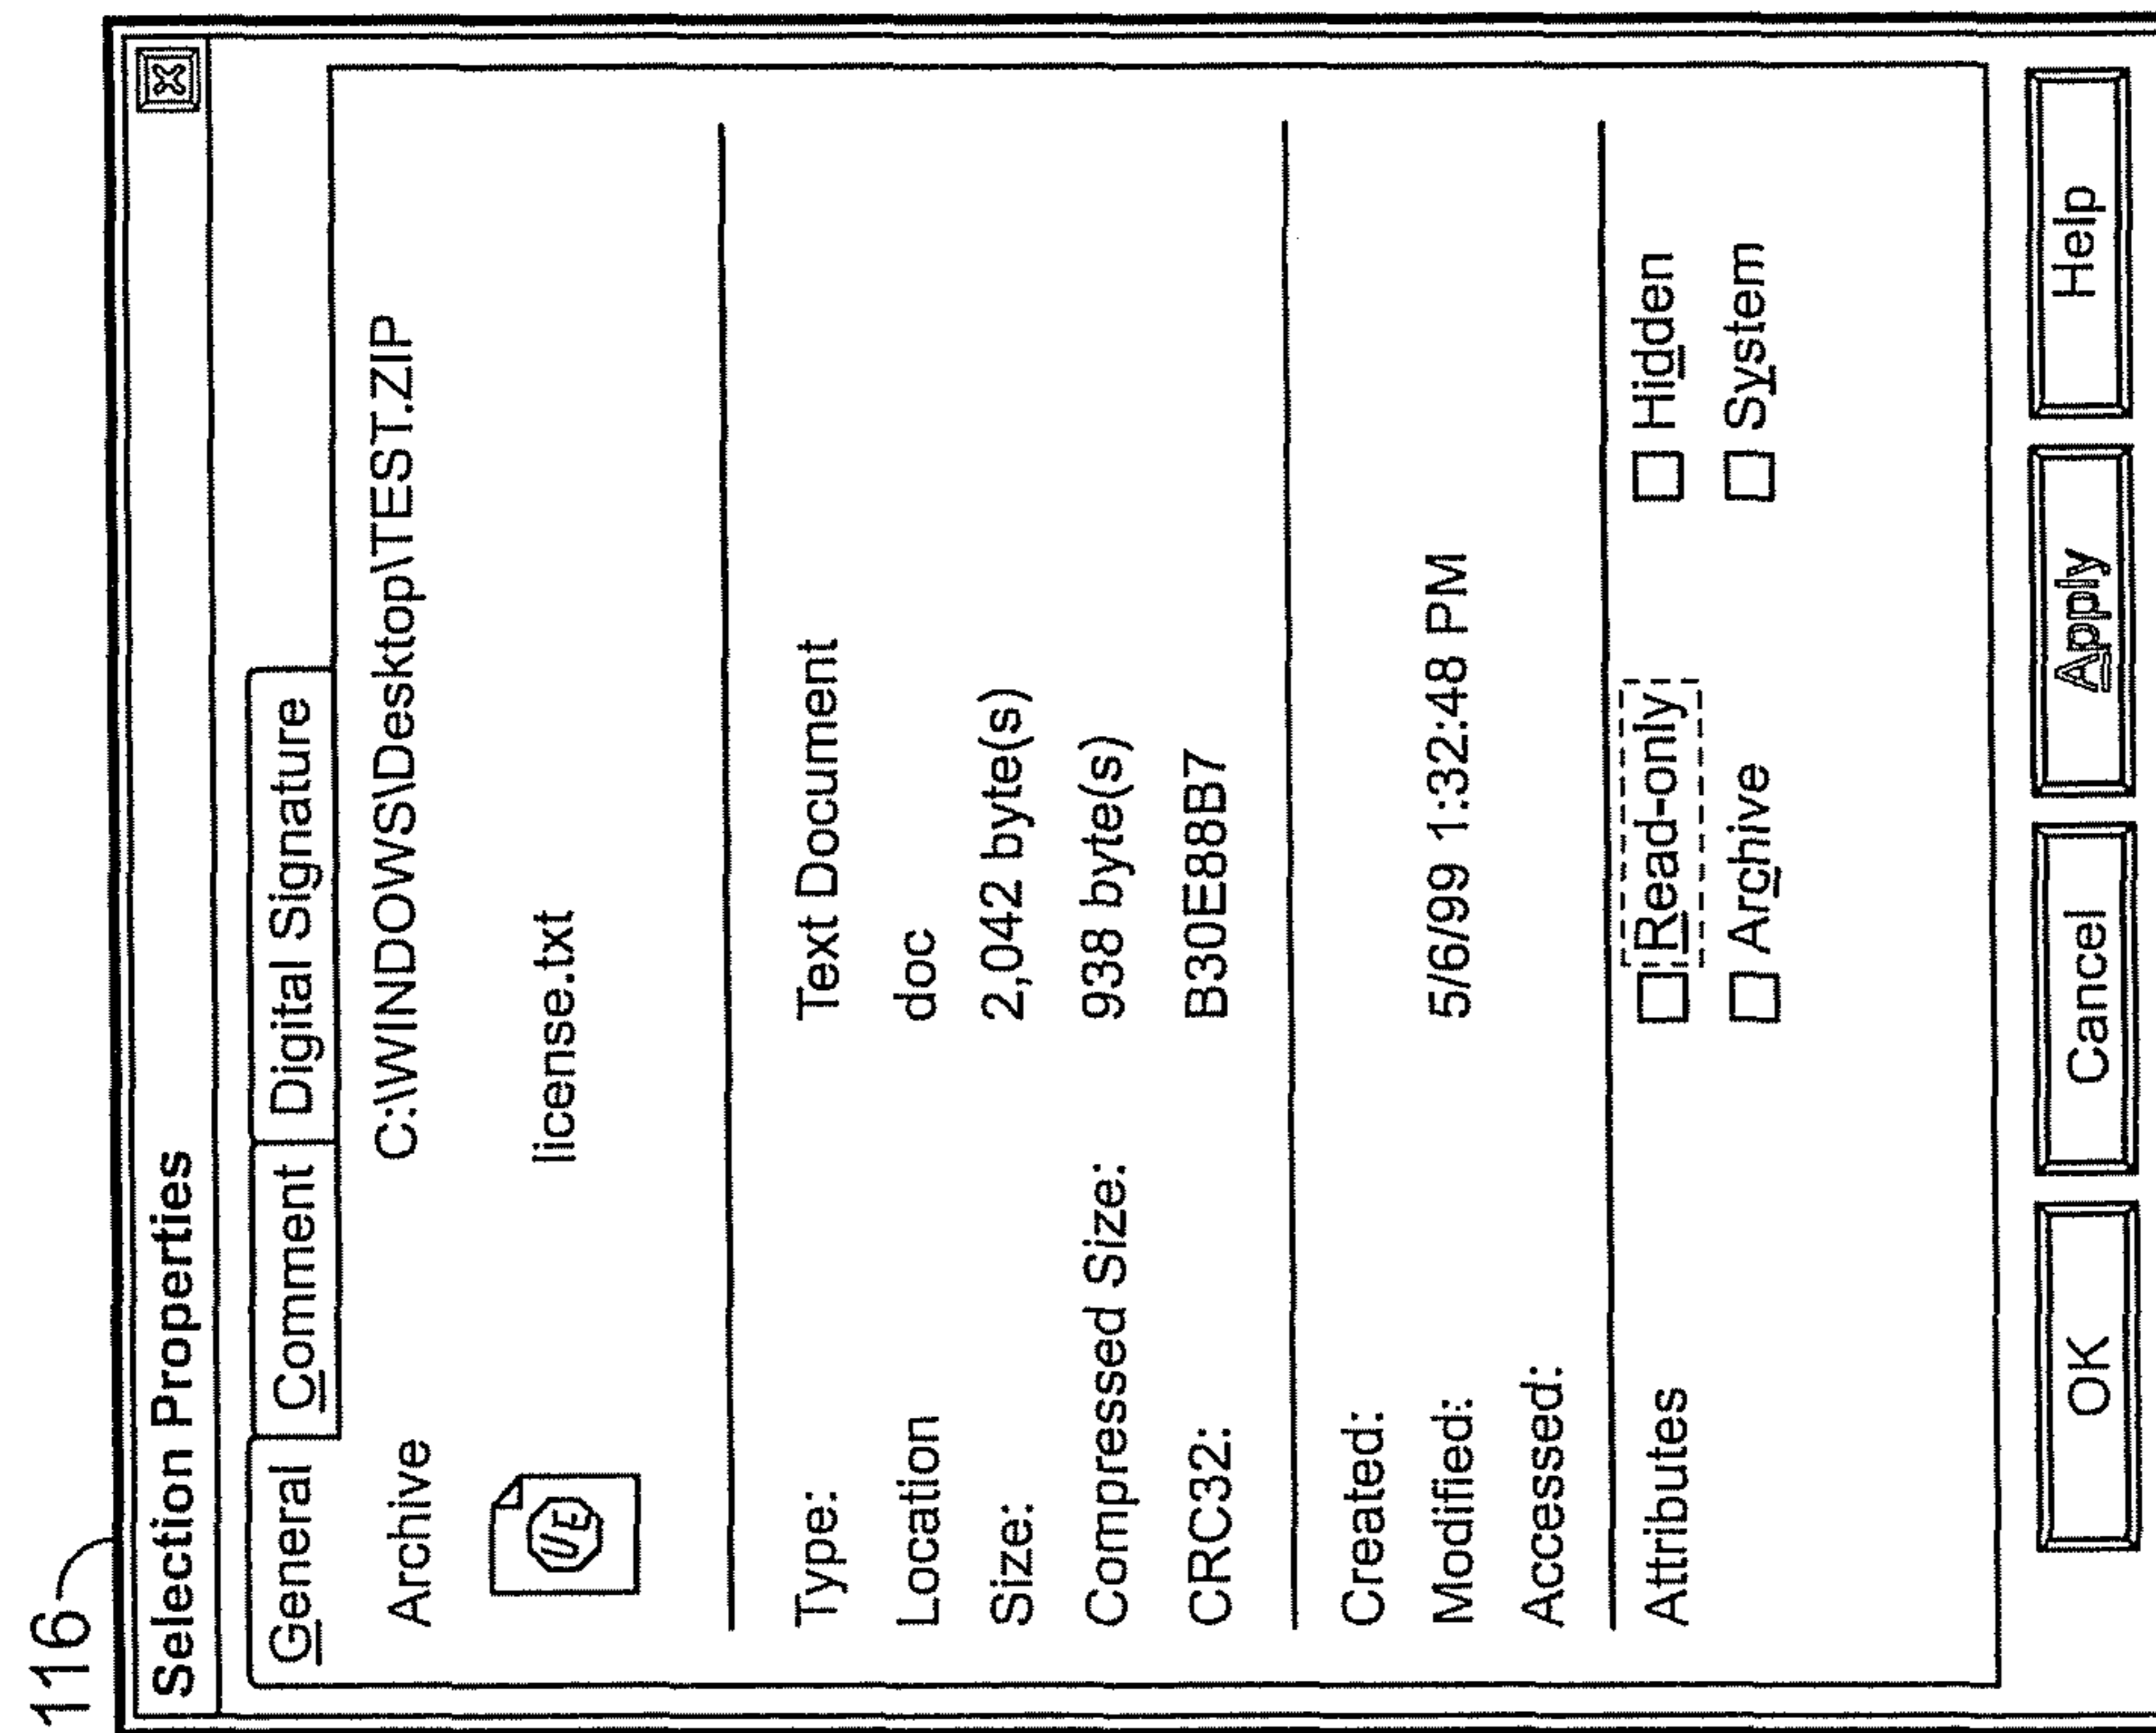 116
Selection Properties
General Comment Digital Signature
Archive C:\WINDOWS\Desktop\TEST.ZIP
UE license.txt
Type: Text Document
Location doc
Size: 2,042 byte(s)
Compressed Size: 938 byte(s)
CRC32: B30E88B7
Created:
Modified: 5/6/99 1:32:48 PM
Accessed:
Attributes Read-only Hidden
Archive System
OK Cancel Apply Help